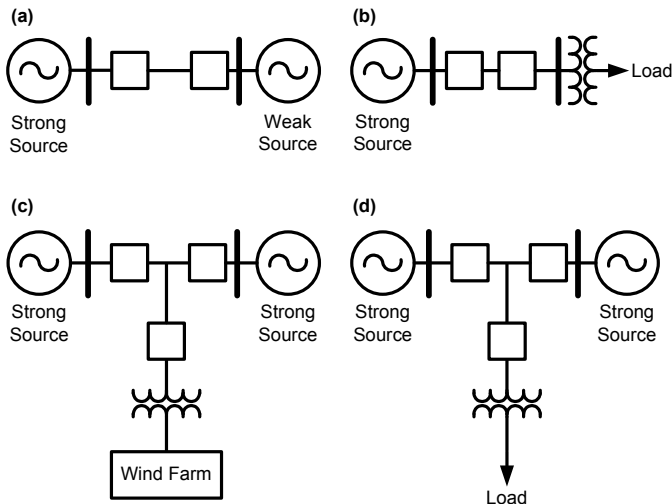 (a)
Strong
Source
Weak
Source
(b)
Strong
Source
Load
(c)
Strong
Source
Strong
Source
Wind Farm
(d)
Strong
Source
Strong
Source
Load